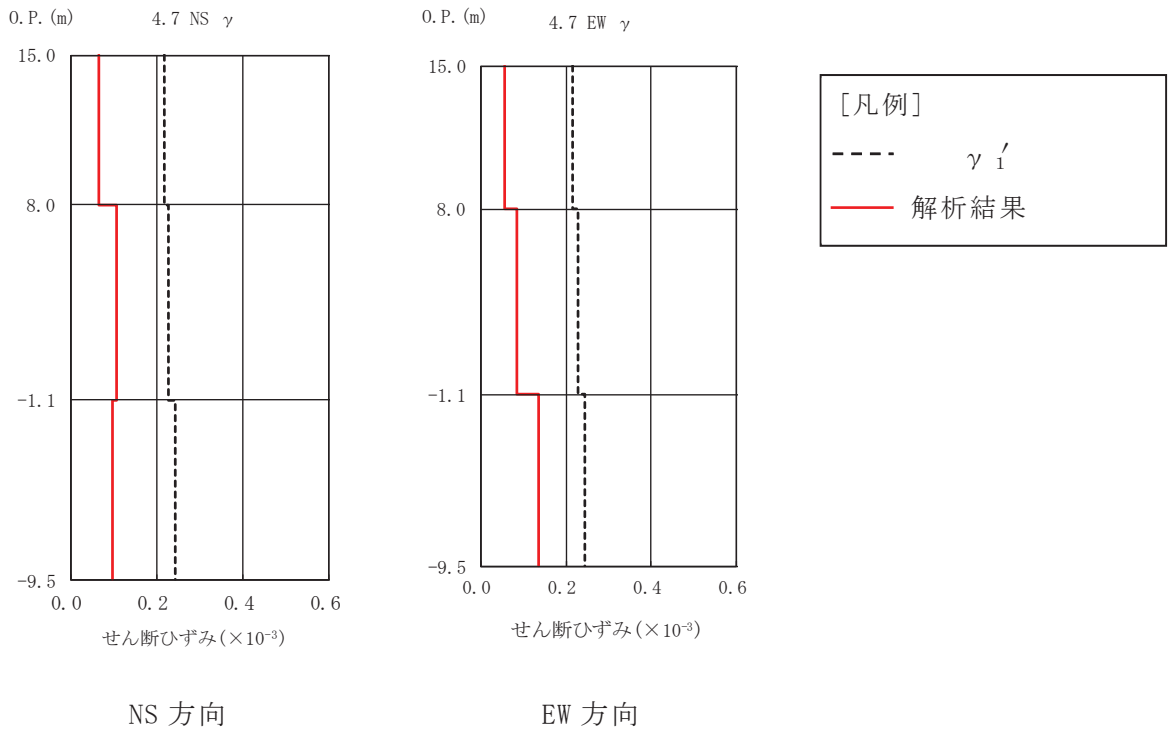 O.P.(m)
4.7 NS γ
15.0
8.0
-1.1
-9.5
0.0 0.2 0.4 0.6
せん断ひずみ(×10⁻³)
NS 方向
O.P.(m)
4.7 EW γ
15.0
8.0
-1.1
-9.5
0.0 0.2 0.4 0.6
せん断ひずみ(×10⁻³)
EW 方向
[凡例]
γ₁′
解析結果